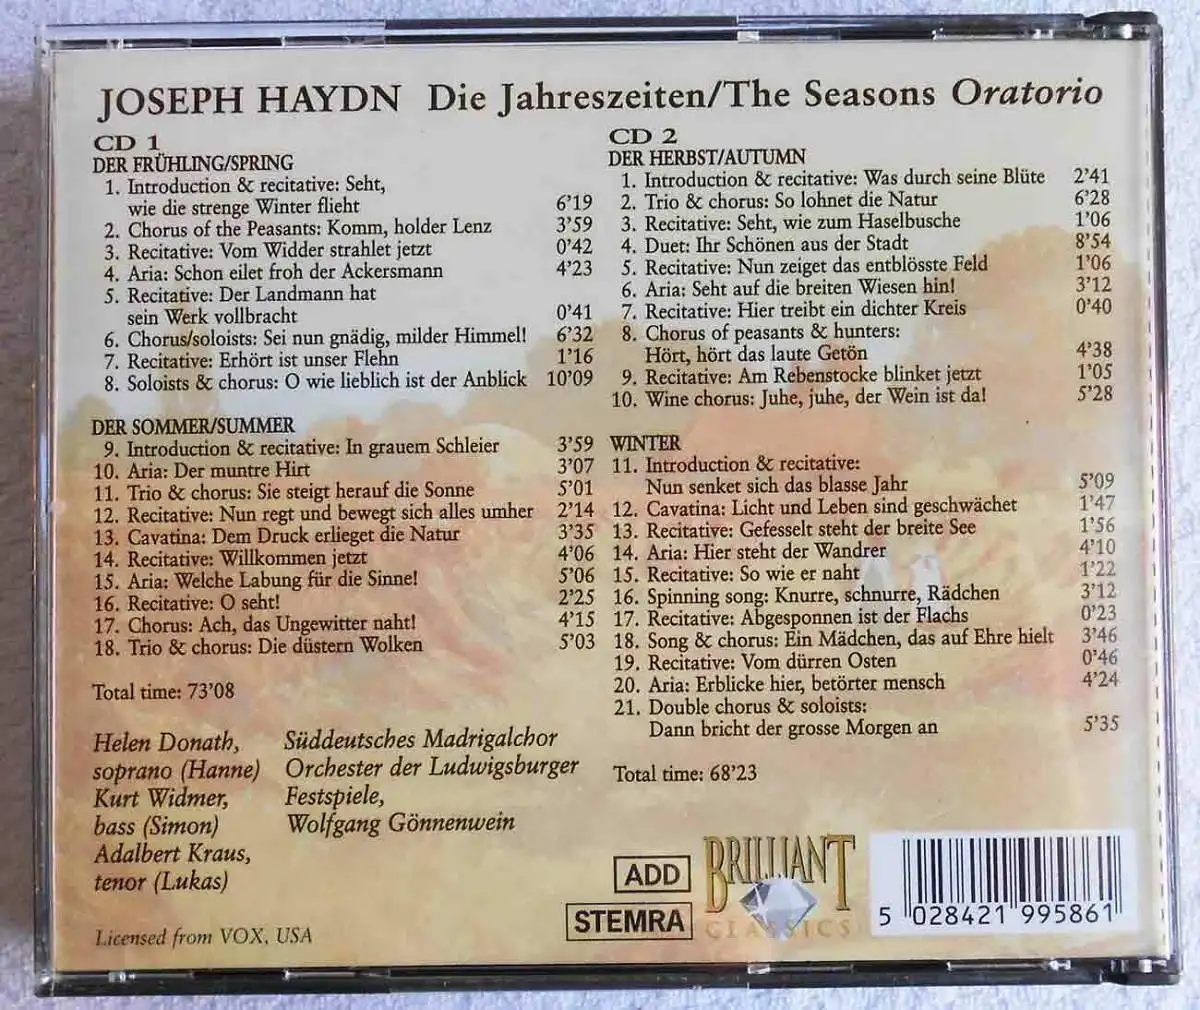 JOSEPH HAYDN Die Jahreszeiten/The Seasons Oratorio
CD 1
DER FRÜHLING/SPRING
1. Introduction & recitative: Seht,
wie die strenge Winter flieht 6’19
2. Chorus of the Peasants: Komm, holder Lenz 3’59
3. Recitative: Vom Widder strahlet jetzt 0’42
4. Aria: Schon eilet froh der Ackersmann 4’23
5. Recitative: Der Landmann hat
sein Werk vollbracht 0’41
6. Chorus/soloists: Sei nun gnädig, milder Himmel! 6’32
7. Recitative: Erhört ist unser Flehn 1’16
8. Soloists & chorus: O wie lieblich ist der Anblick 10’09
DER SOMMER/SUMMER
9. Introduction & recitative: In grauem Schleier 3’59
10. Aria: Der muntre Hirt 3’07
11. Trio & chorus: Sie steigt herauf die Sonne 5’01
12. Recitative: Nun regt und bewegt sich alles umher 2’14
13. Cavatina: Dem Druck erlieget die Natur 3’35
14. Recitative: Willkommen jetzt 4’06
15. Aria: Welche Labung für die Sinne! 5’06
16. Recitative: O seht! 2’25
17. Chorus: Ach, das Ungewitter naht! 4’15
18. Trio & chorus: Die düstern Wolken 5’03
Total time: 73’08
Helen Donath,
soprano (Hanne)
Kurt Widmer,
bass (Simon)
Adalbert Kraus,
tenor (Lukas)
Süddeutsches Madrigalchor
Orchester der Ludwigsburger
Festspiele,
Wolfgang Gönnenwein
Licensed from VOX, USA
CD 2
DER HERBST/AUTUMN
1. Introduction & recitative: Was durch seine Blüte 2’41
2. Trio & chorus: So lohnet die Natur 6’28
3. Recitative: Seht, wie zum Haselbusche 1’06
4. Duet: Ihr Schönen aus der Stadt 8’54
5. Recitative: Nun zeiget das entblösste Feld 1’06
6. Aria: Seht auf die breiten Wiesen hin! 3’12
7. Recitative: Hier treibt ein dichter Kreis 0’40
8. Chorus of peasants & hunters:
Hört, hört das laute Getön 4’38
9. Recitative: Am Rebenstocke blinket jetzt 1’05
10. Wine chorus: Juhe, juhe, der Wein ist da! 5’28
WINTER
11. Introduction & recitative:
Nun senket sich das blasse Jahr 5’09
12. Cavatina: Licht und Leben sind geschwächet 1’47
13. Recitative: Gefesselt steht der breite See 1’56
14. Aria: Hier steht der Wandrer 4’10
15. Recitative: So wie er naht 1’22
16. Spinning song: Knurre, schnurre, Rädchen 3’12
17. Recitative: Abgesponnen ist der Flachs 0’23
18. Song & chorus: Ein Mädchen, das auf Ehre hielt 3’46
19. Recitative: Vom dürren Osten 0’46
20. Aria: Erblicke hier, betörter mensch 4’24
21. Double chorus & soloists:
Dann bricht der grosse Morgen an 5’35
Total time: 68’23
ADD
STEMRA
BRILLIANT
CLASSICS
5 028421 995861